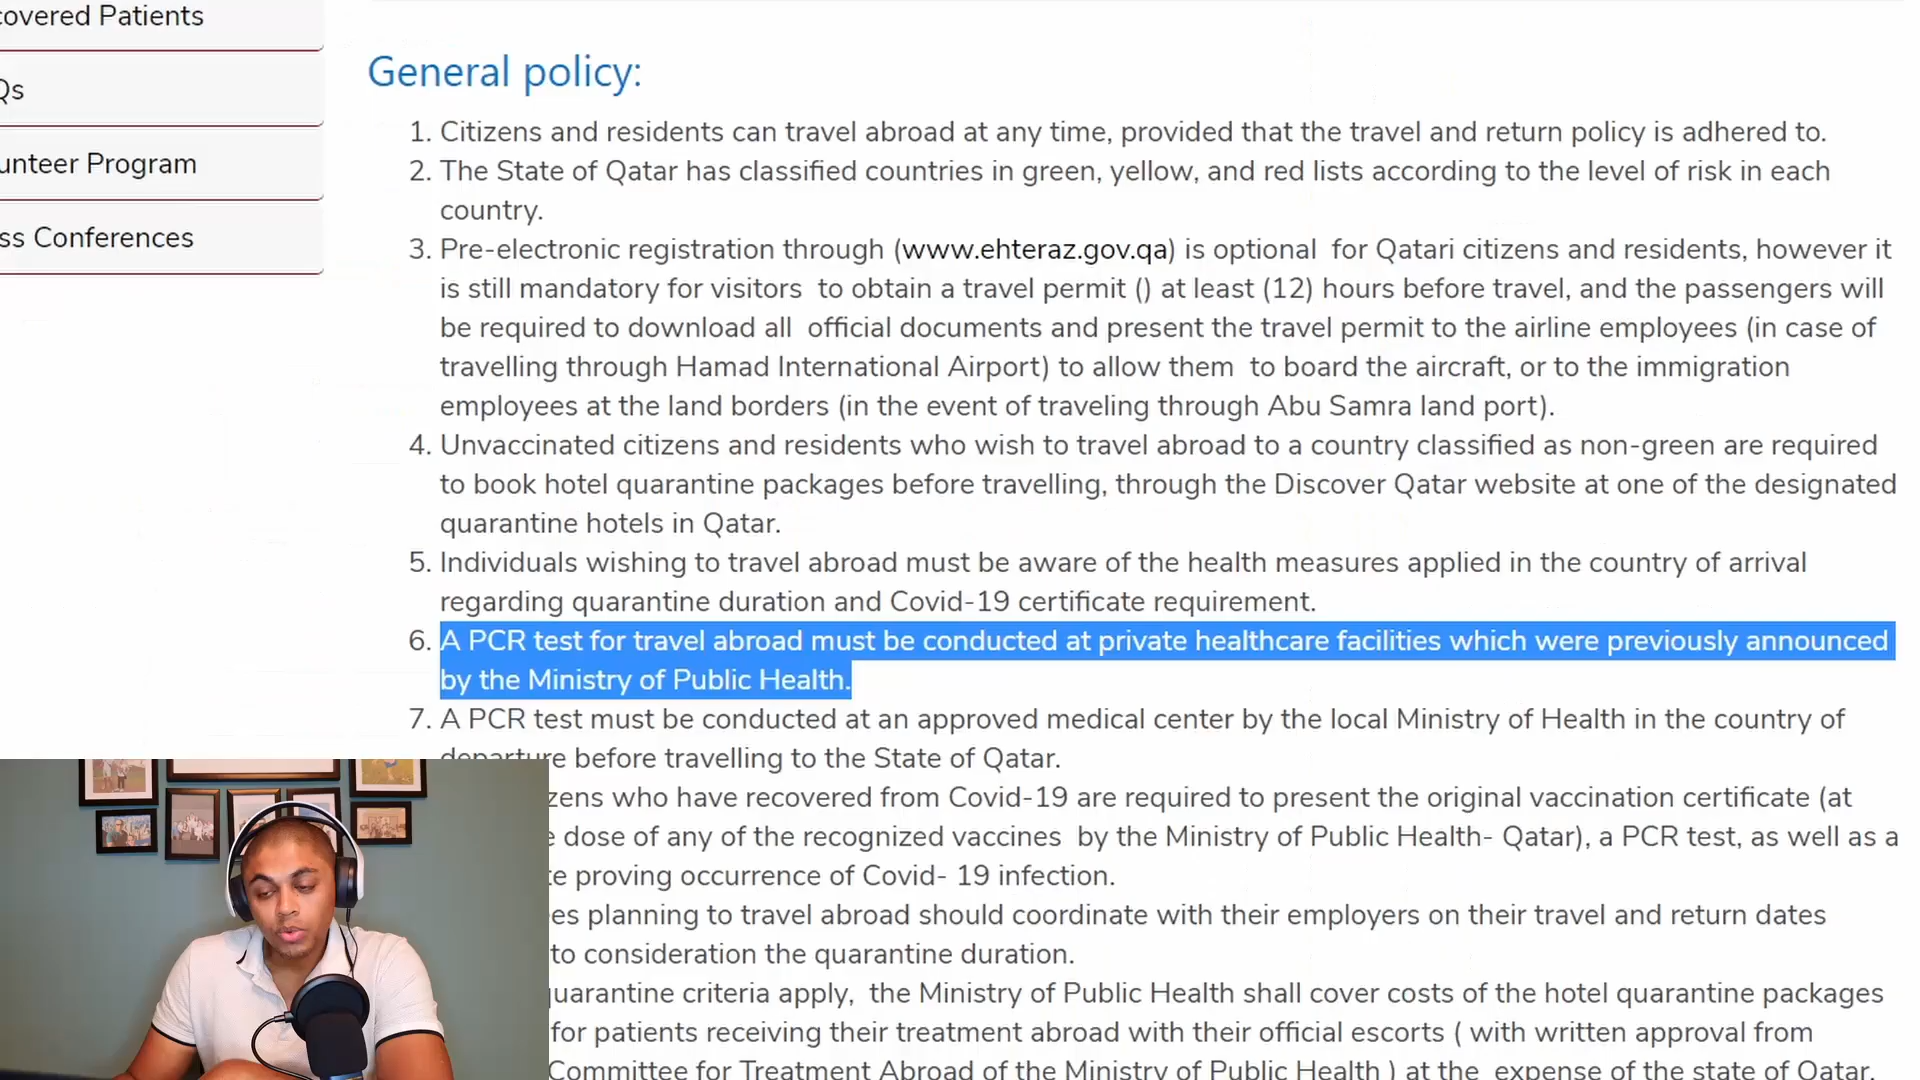 covered Patients
Qs
unteer Program
ss Conferences
General policy:
1. Citizens and residents can travel abroad at any time, provided that the travel and return policy is adhered to.
2. The State of Qatar has classified countries in green, yellow, and red lists according to the level of risk in each
country.
3. Pre-electronic registration through (www.ehteraz.gov.qa) is optional for Qatari citizens and residents, however it
is still mandatory for visitors to obtain a travel permit () at least (12) hours before travel, and the passengers will
be required to download all official documents and present the travel permit to the airline employees (in case of
travelling through Hamad International Airport) to allow them to board the aircraft, or to the immigration
employees at the land borders (in the event of traveling through Abu Samra land port).
4. Unvaccinated citizens and residents who wish to travel abroad to a country classified as non-green are required
to book hotel quarantine packages before travelling, through the Discover Qatar website at one of the designated
quarantine hotels in Qatar.
5. Individuals wishing to travel abroad must be aware of the health measures applied in the country of arrival
regarding quarantine duration and Covid-19 certificate requirement.
6. A PCR test for travel abroad must be conducted at private healthcare facilities which were previously announced
by the Ministry of Public Health.
7. A PCR test must be conducted at an approved medical center by the local Ministry of Health in the country of
departure before travelling to the State of Qatar.
zens who have recovered from Covid-19 are required to present the original vaccination certificate (at
e dose of any of the recognized vaccines by the Ministry of Public Health- Qatar), a PCR test, as well as a
te proving occurrence of Covid- 19 infection.
es planning to travel abroad should coordinate with their employers on their travel and return dates
to consideration the quarantine duration.
uarantine criteria apply, the Ministry of Public Health shall cover costs of the hotel quarantine packages
for patients receiving their treatment abroad with their official escorts ( with written approval from
Committee for Treatment Abroad of the Ministry of Public Health ) at the expense of the state of Qatar.